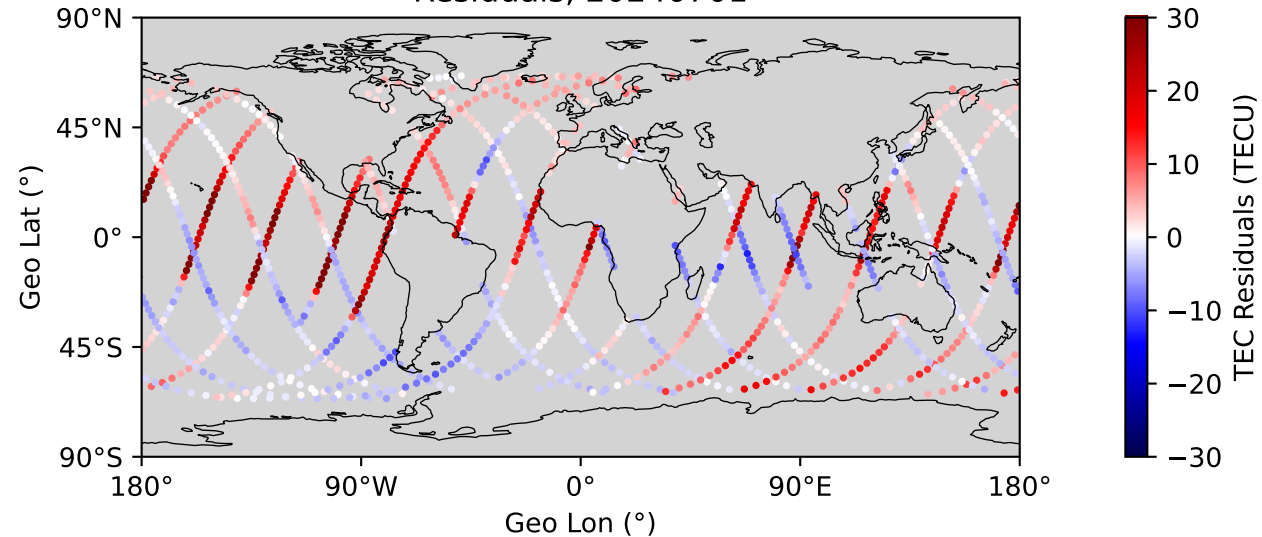 90°N
45°N
0°
45°S
90°S
Geo Lat (°)
180°
90°W
0°
90°E
180°
Geo Lon (°)
30
20
10
0
−10
−20
−30
TEC Residuals (TECU)